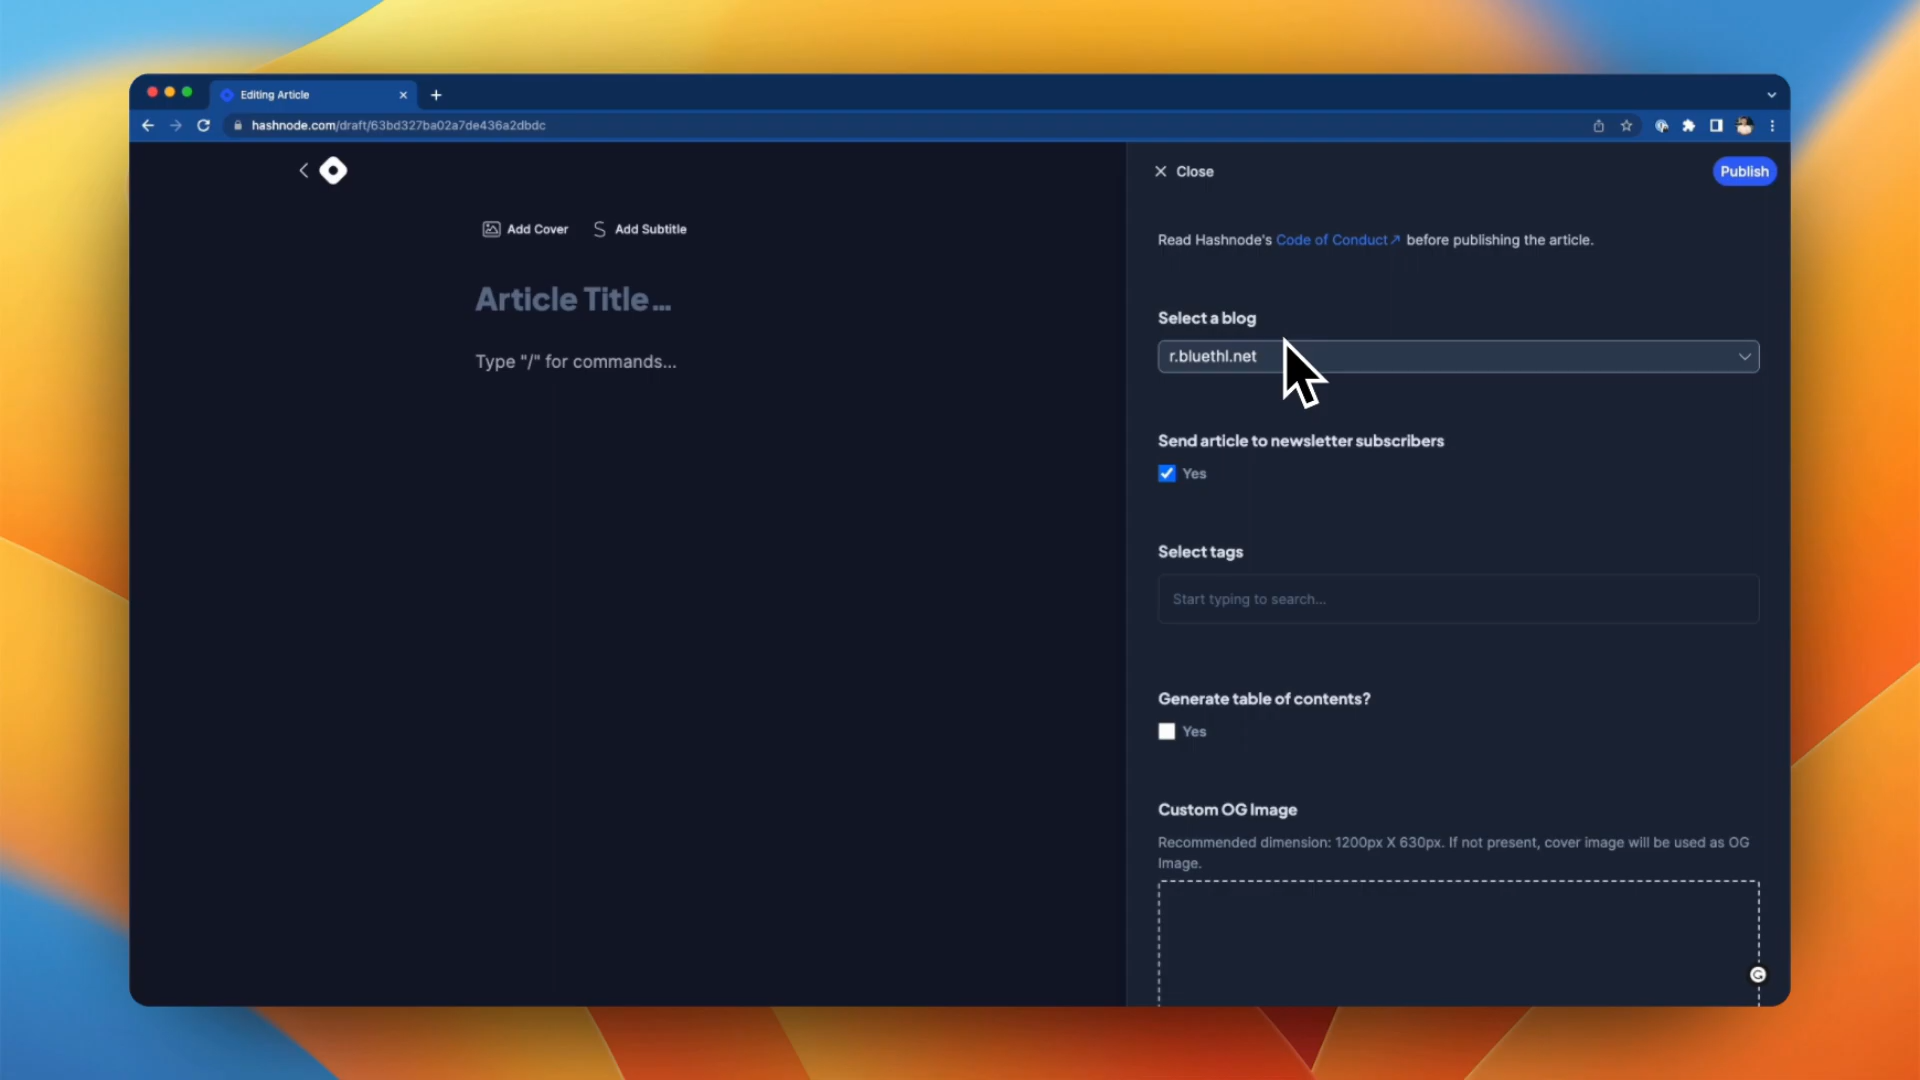 Editing Article
hashnode.com/draft/63bd327ba02a7de436a2dbdc
Close
Publish
Add Cover
Add Subtitle
Read Hashnode's Code of Conduct↗ before publishing the article.
Article Title...
Select a blog
Type "/" for commands...
r.bluethl.net
Send article to newsletter subscribers
Yes
Select tags
Start typing to search...
Generate table of contents?
Yes
Custom OG Image
Recommended dimension: 1200px X 630px. If not present, cover image will be used as OG
Image.